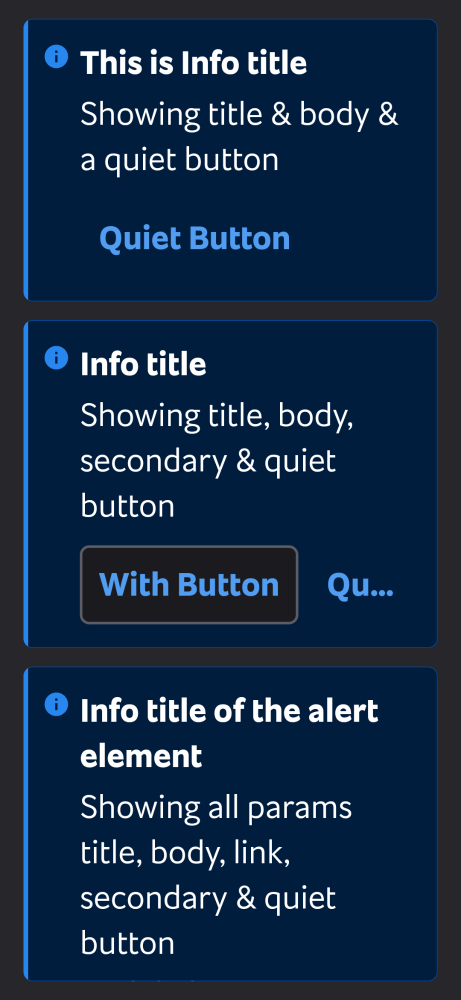 This is Info title
Showing title & body &
a quiet button
Quiet Button
Info title
Showing title, body,
secondary & quiet
button
With Button
Qu...
Info title of the alert
element
Showing all params
title, body, link,
secondary & quiet
button